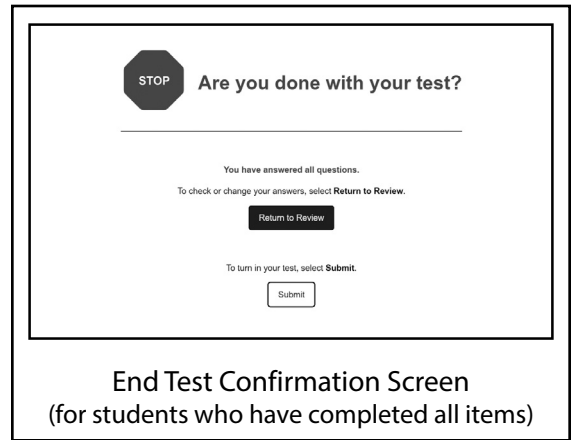 STOP
Are you done with your test?
You have answered all questions.
To check or change your answers, select Return to Review.
Return to Review
To turn in your test, select Submit.
Submit
End Test Confirmation Screen
(for students who have completed all items)